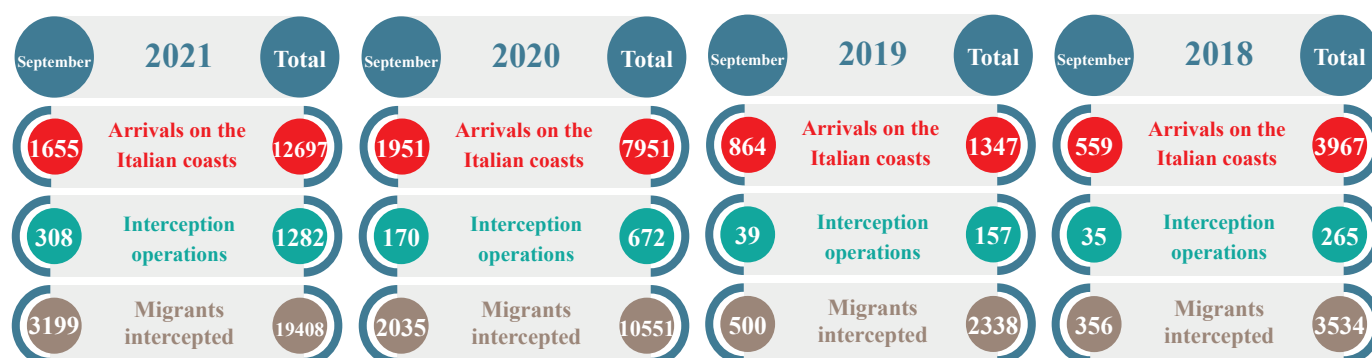 September 2021 Total
1655 Arrivals on the Italian coasts 12697
308 Interception operations 1282
3199 Migrants intercepted 19408
September 2020 Total
1951 Arrivals on the Italian coasts 7951
170 Interception operations 672
2035 Migrants intercepted 10551
September 2019 Total
864 Arrivals on the Italian coasts 1347
39 Interception operations 157
500 Migrants intercepted 2338
September 2018 Total
559 Arrivals on the Italian coasts 3967
35 Interception operations 265
356 Migrants intercepted 3534